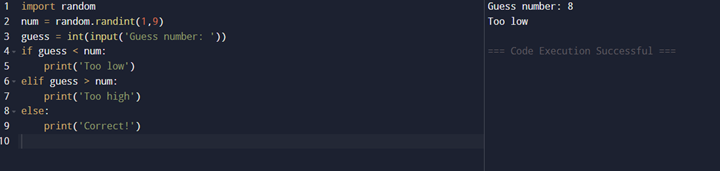 1 import random
2 num = random.randint(1,9)
3 guess = int(input('Guess number: '))
4 if guess < num:
5     print('Too low')
6 elif guess > num:
7     print('Too high')
8 else:
9     print('Correct!')
10
Guess number: 8
Too low
=== Code Execution Successful ===